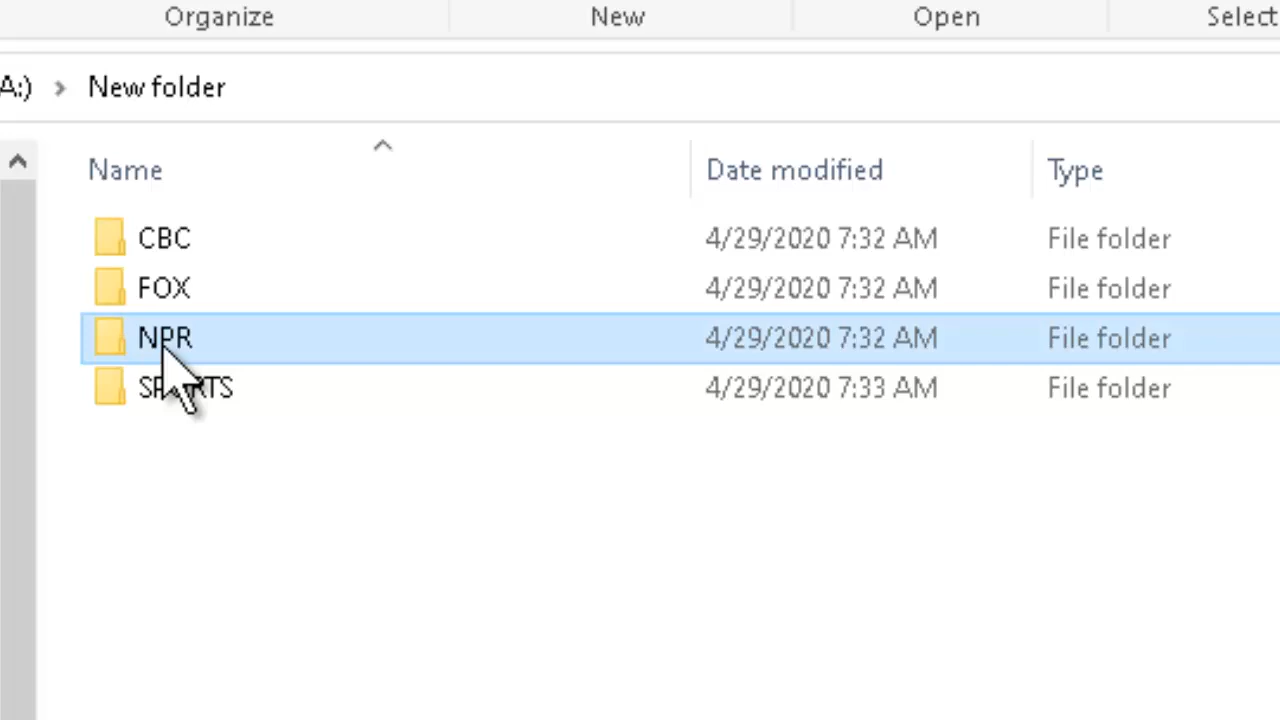 Organize New Open Select
A:) > New folder
Name Date modified Type
CBC 4/29/2020 7:32 AM File folder
FOX 4/29/2020 7:32 AM File folder
NPR 4/29/2020 7:32 AM File folder
SPORTS 4/29/2020 7:33 AM File folder